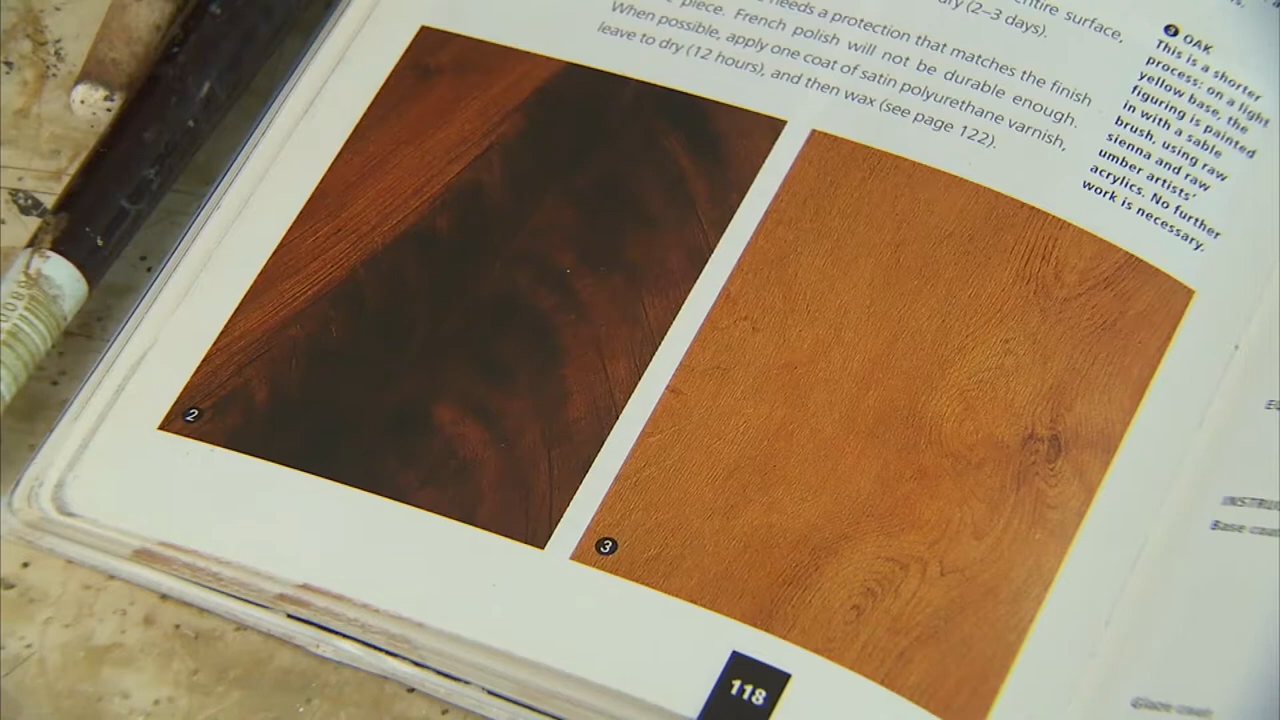 entire surface,
dry (2–3 days).
needs a protection that matches the finish
piece. French polish will not be durable enough.
When possible, apply one coat of satin polyurethane varnish,
leave to dry (12 hours), and then wax (see page 122).
3 OAK
This is a shorter
process: on a light
yellow base, the
figuring is painted
in with a sable
brush, using raw
sienna and raw
umber artists'
acrylics. No further
work is necessary.
2
3
118
Base coat
Glaze coat